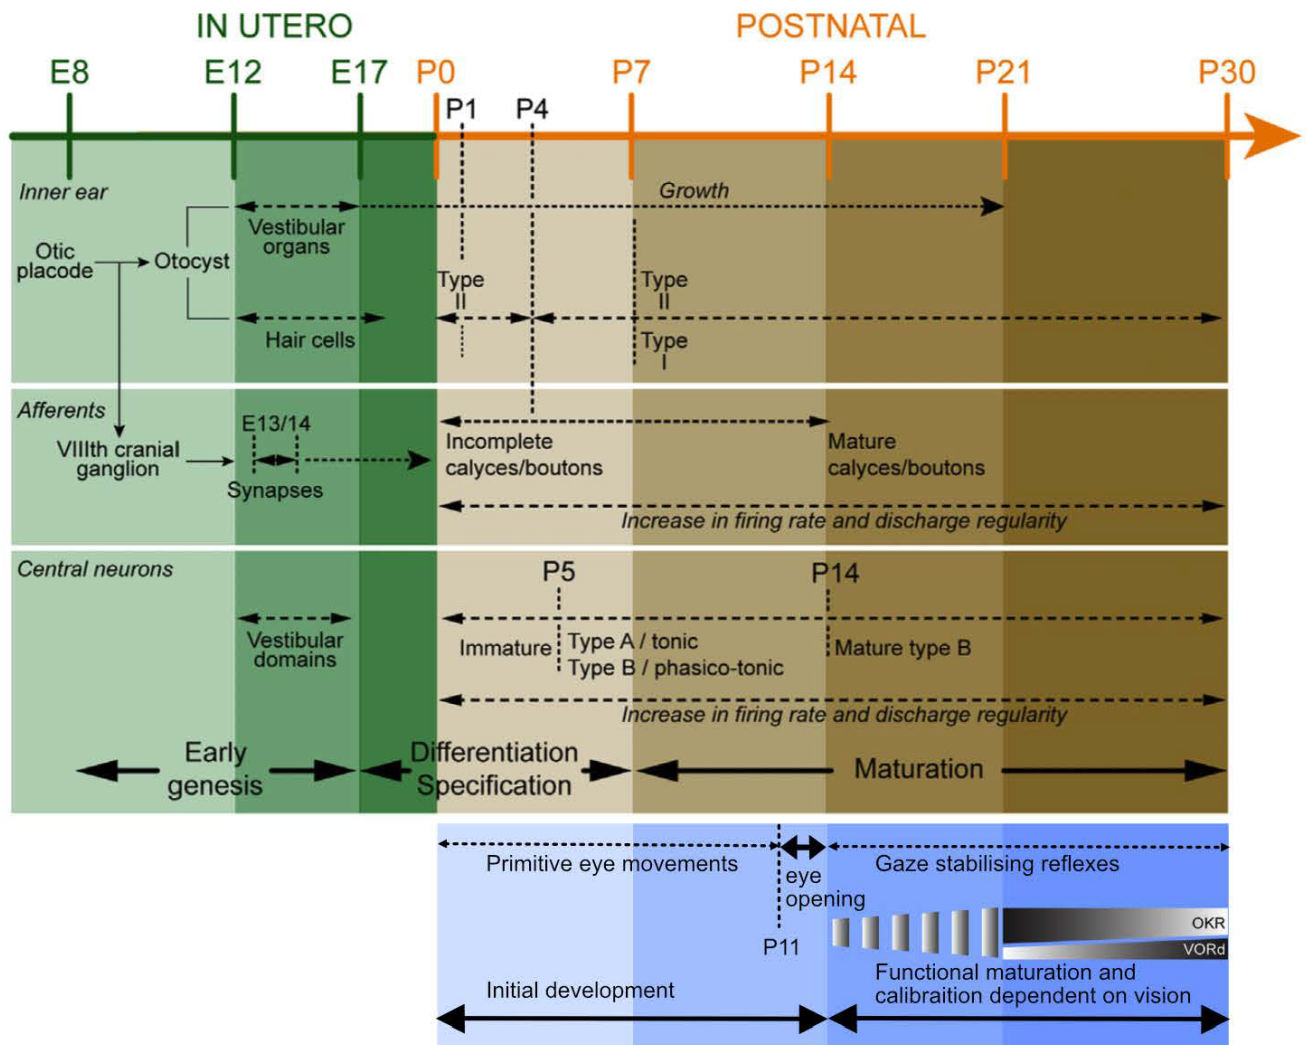 IN UTERO
POSTNATAL
E8
E12
E17
P0
P7
P14
P21
P30
P1
P4
Inner ear
Growth
Vestibular
organs
Otic
placode
Otocyst
Type
II
Type
II
Hair cells
Type
I
Afferents
E13/14
VIIIth cranial
ganglion
Synapses
Incomplete
calyces/boutons
Mature
calyces/boutons
Increase in firing rate and discharge regularity
Central neurons
P5
P14
Vestibular
domains
Immature
Type A / tonic
Type B / phasico-tonic
Mature type B
Increase in firing rate and discharge regularity
Early
genesis
Differentiation
Specification
Maturation
Primitive eye movements
eye
opening
Gaze stabilising reflexes
P11
OKR
VORd
Initial development
Functional maturation and
calibraition dependent on vision